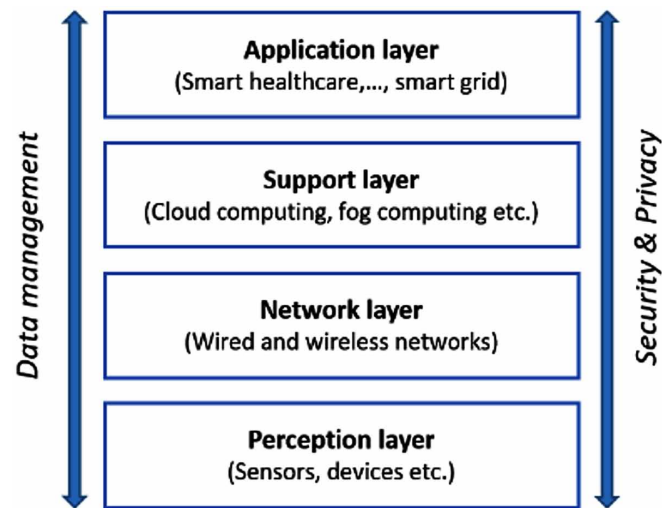 Application layer
(Smart healthcare,..., smart grid)
Support layer
(Cloud computing, fog computing etc.)
Network layer
(Wired and wireless networks)
Perception layer
(Sensors, devices etc.)
Data management
Security & Privacy